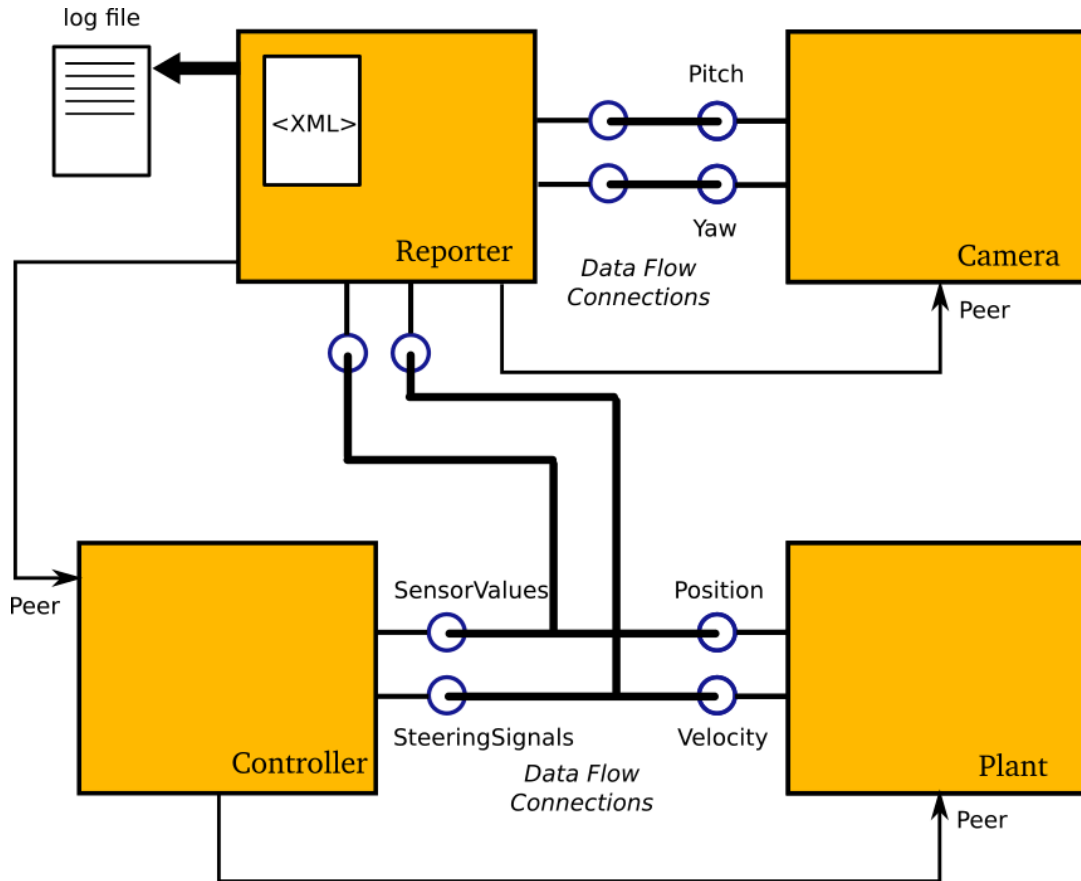 log file
<XML>
Pitch
Yaw
Reporter
Data Flow
Connections
Camera
Peer
Peer
SensorValues
Position
SteeringSignals
Velocity
Controller
Data Flow
Connections
Plant
Peer